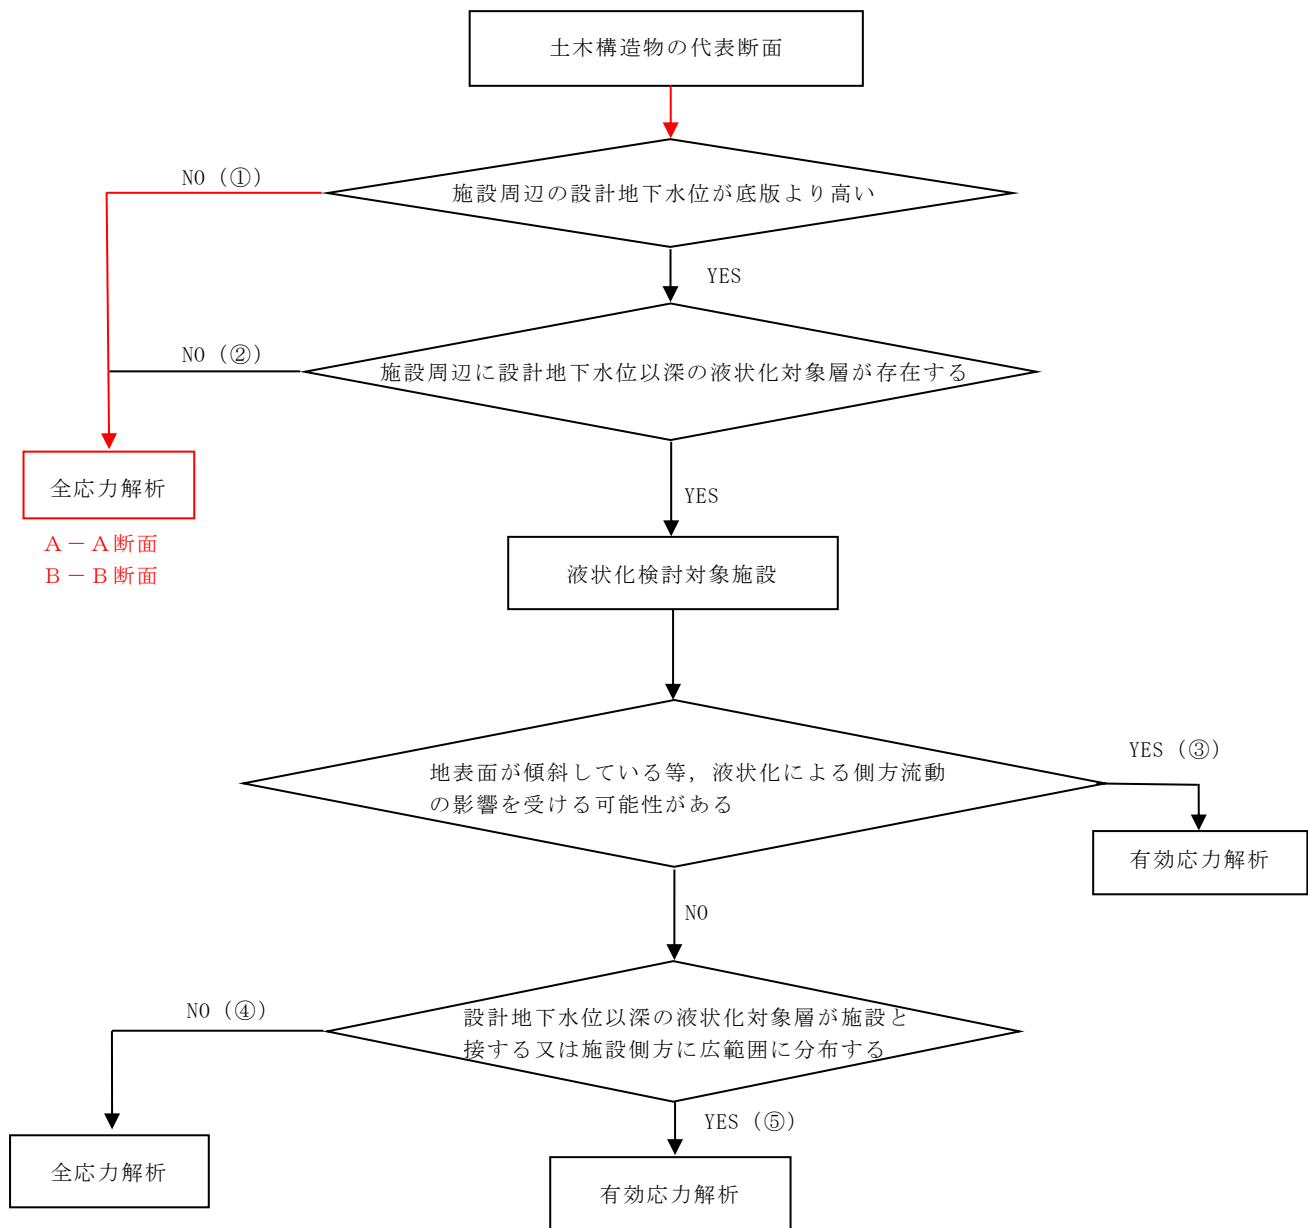 土木構造物の代表断面
NO（①）
施設周辺の設計地下水位が底版より高い
YES
NO（②）
施設周辺に設計地下水位以深の液状化対象層が存在する
全応力解析
YES
A－A断面
B－B断面
液状化検討対象施設
YES（③）
地表面が傾斜している等，液状化による側方流動
の影響を受ける可能性がある
有効応力解析
NO
NO（④）
設計地下水位以深の液状化対象層が施設と
接する又は施設側方に広範囲に分布する
YES（⑤）
全応力解析
有効応力解析